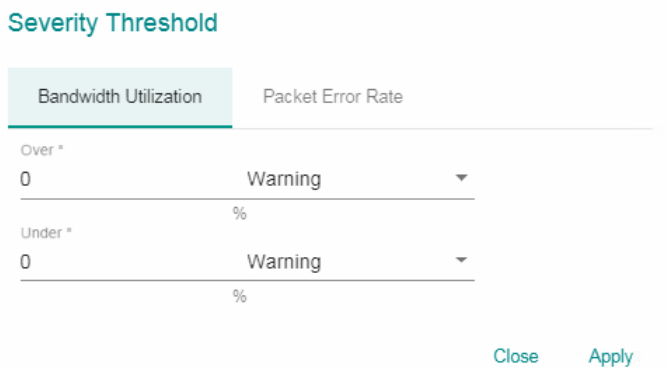 Severity Threshold
Bandwidth Utilization Packet Error Rate
Over *
0 Warning
%
Under *
0 Warning
%
Close Apply